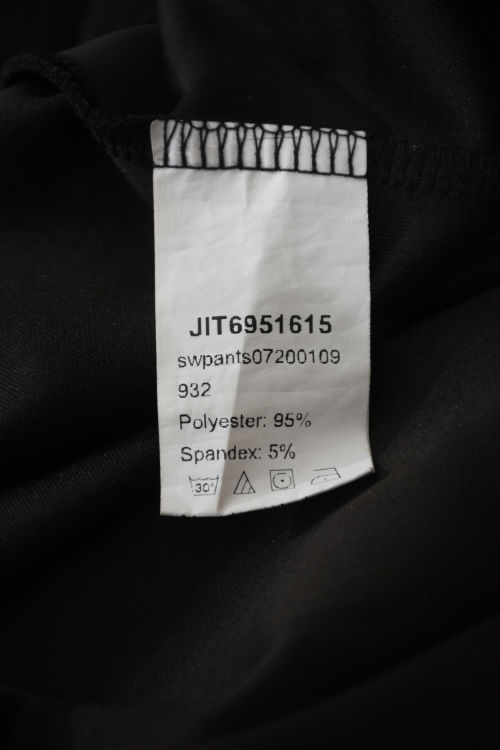 JIT6951615
swpants07200109
932
Polyester: 95%
Spandex: 5%
30°